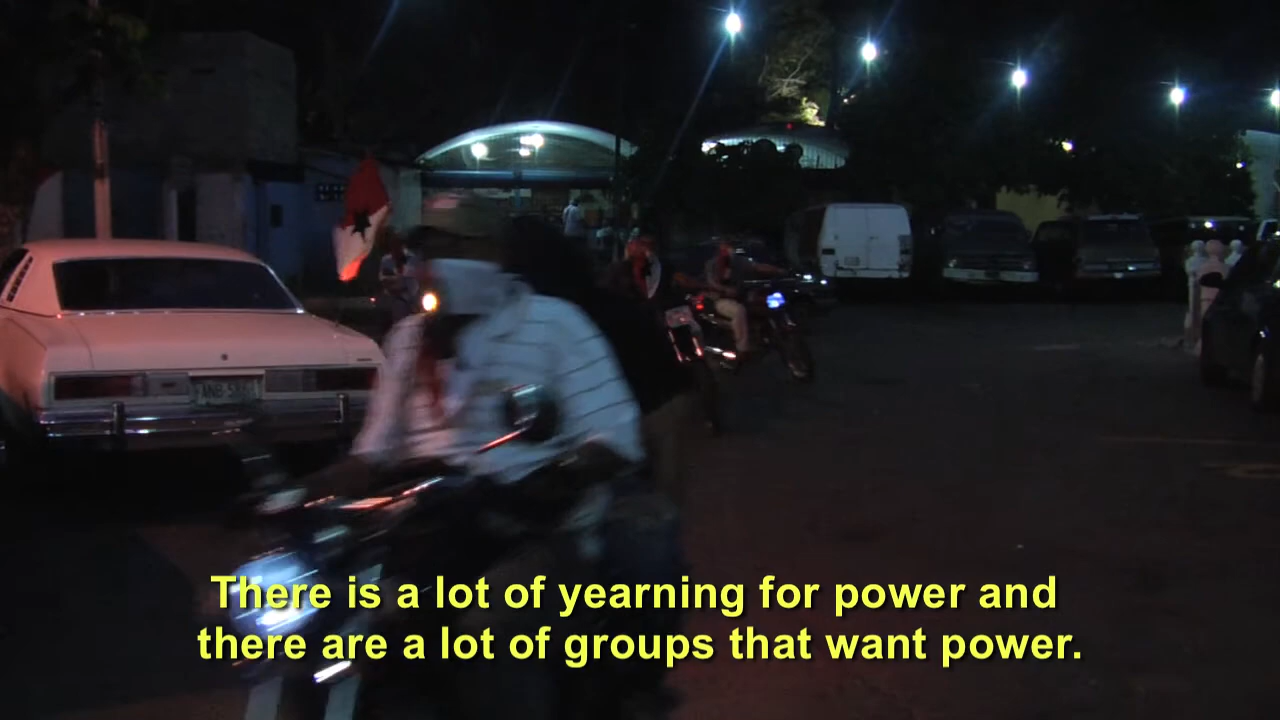 There is a lot of yearning for power and
there are a lot of groups that want power.